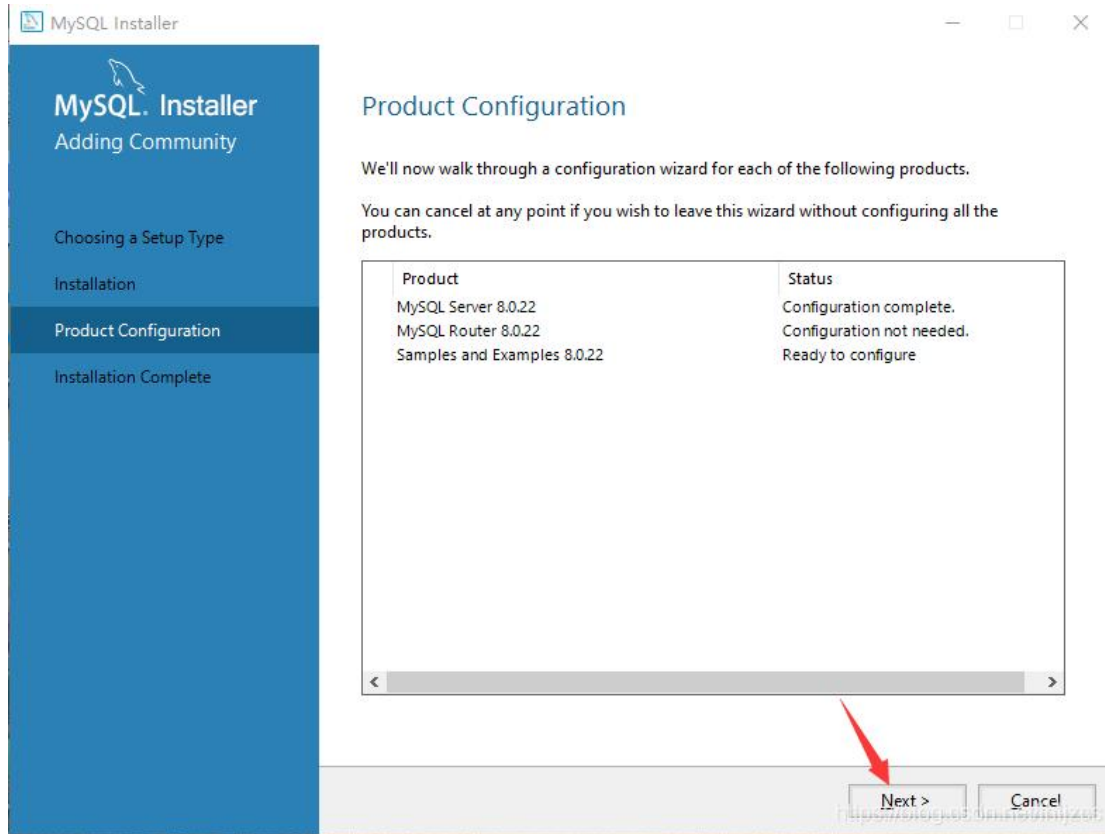 MySQL Installer
MySQL. Installer
Adding Community
Choosing a Setup Type
Installation
Product Configuration
Installation Complete
Product Configuration
We'll now walk through a configuration wizard for each of the following products.
You can cancel at any point if you wish to leave this wizard without configuring all the
products.
Product Status
MySQL Server 8.0.22 Configuration complete.
MySQL Router 8.0.22 Configuration not needed.
Samples and Examples 8.0.22 Ready to configure
Next > Cancel